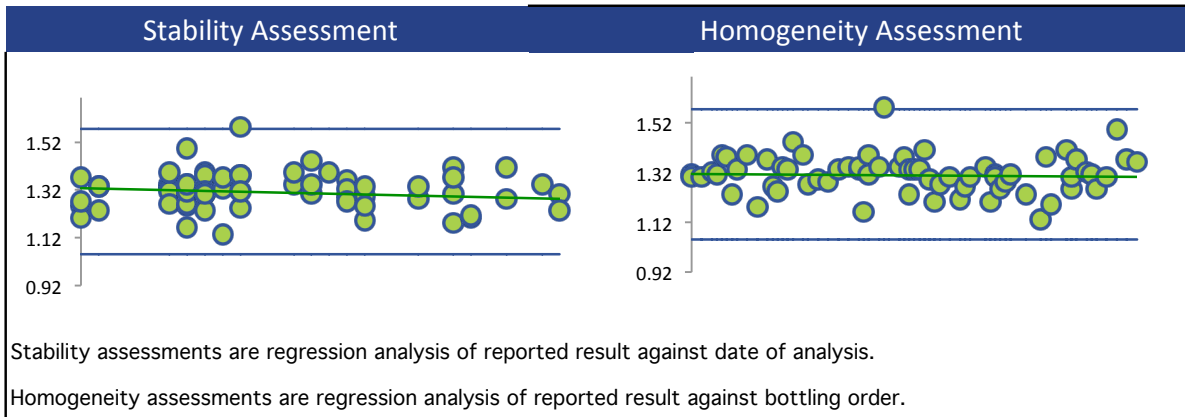 Stability Assessment
Homogeneity Assessment
1.52
1.32
1.12
0.92
1.52
1.32
1.12
0.92
Stability assessments are regression analysis of reported result against date of analysis.
Homogeneity assessments are regression analysis of reported result against bottling order.